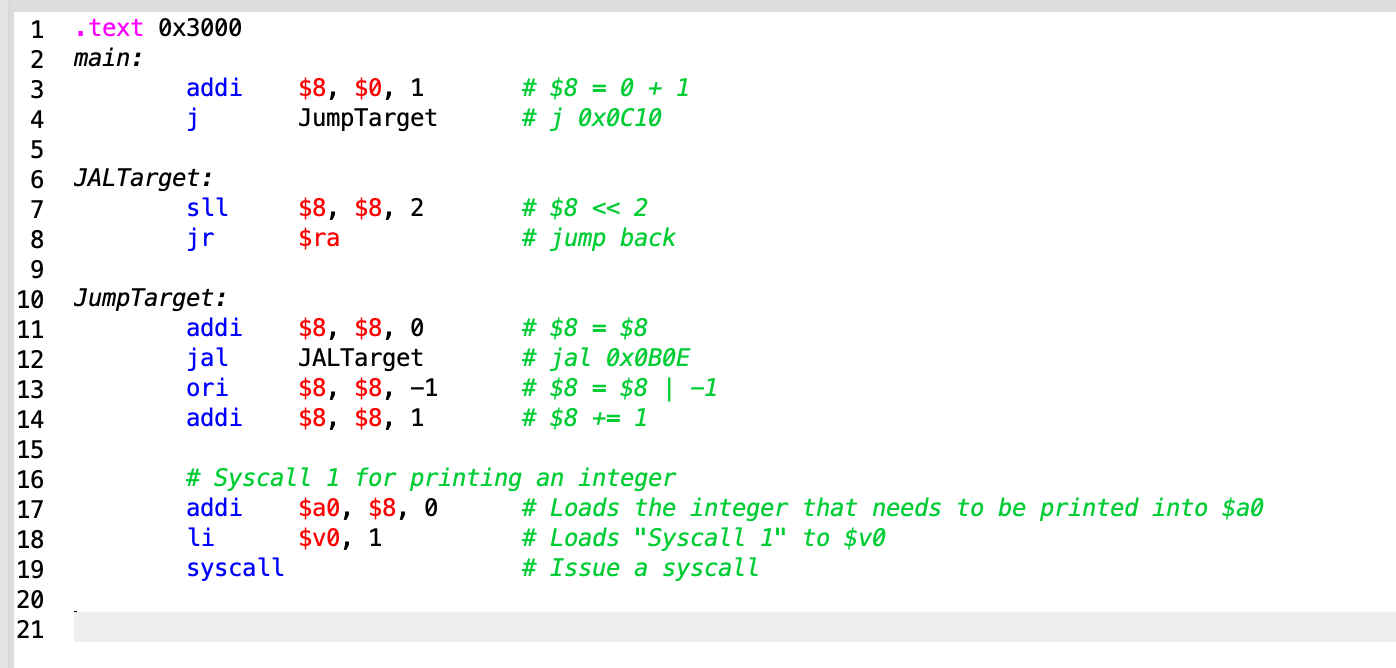 1 .text 0x3000
2 main:
3 addi $8, $0, 1 # $8 = 0 + 1
4 j JumpTarget # j 0x0C10
5
6 JALTarget:
7 sll $8, $8, 2 # $8 << 2
8 jr $ra # jump back
9
10 JumpTarget:
11 addi $8, $8, 0 # $8 = $8
12 jal JALTarget # jal 0x0B0E
13 ori $8, $8, −1 # $8 = $8 | −1
14 addi $8, $8, 1 # $8 += 1
15
16 # Syscall 1 for printing an integer
17 addi $a0, $8, 0 # Loads the integer that needs to be printed into $a0
18 li $v0, 1 # Loads "Syscall 1" to $v0
19 syscall # Issue a syscall
20
21